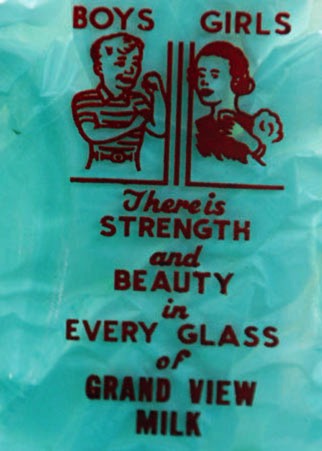 BOYS GIRLS
There is
STRENGTH
and
BEAUTY
in
EVERY GLASS
of
GRAND VIEW
MILK